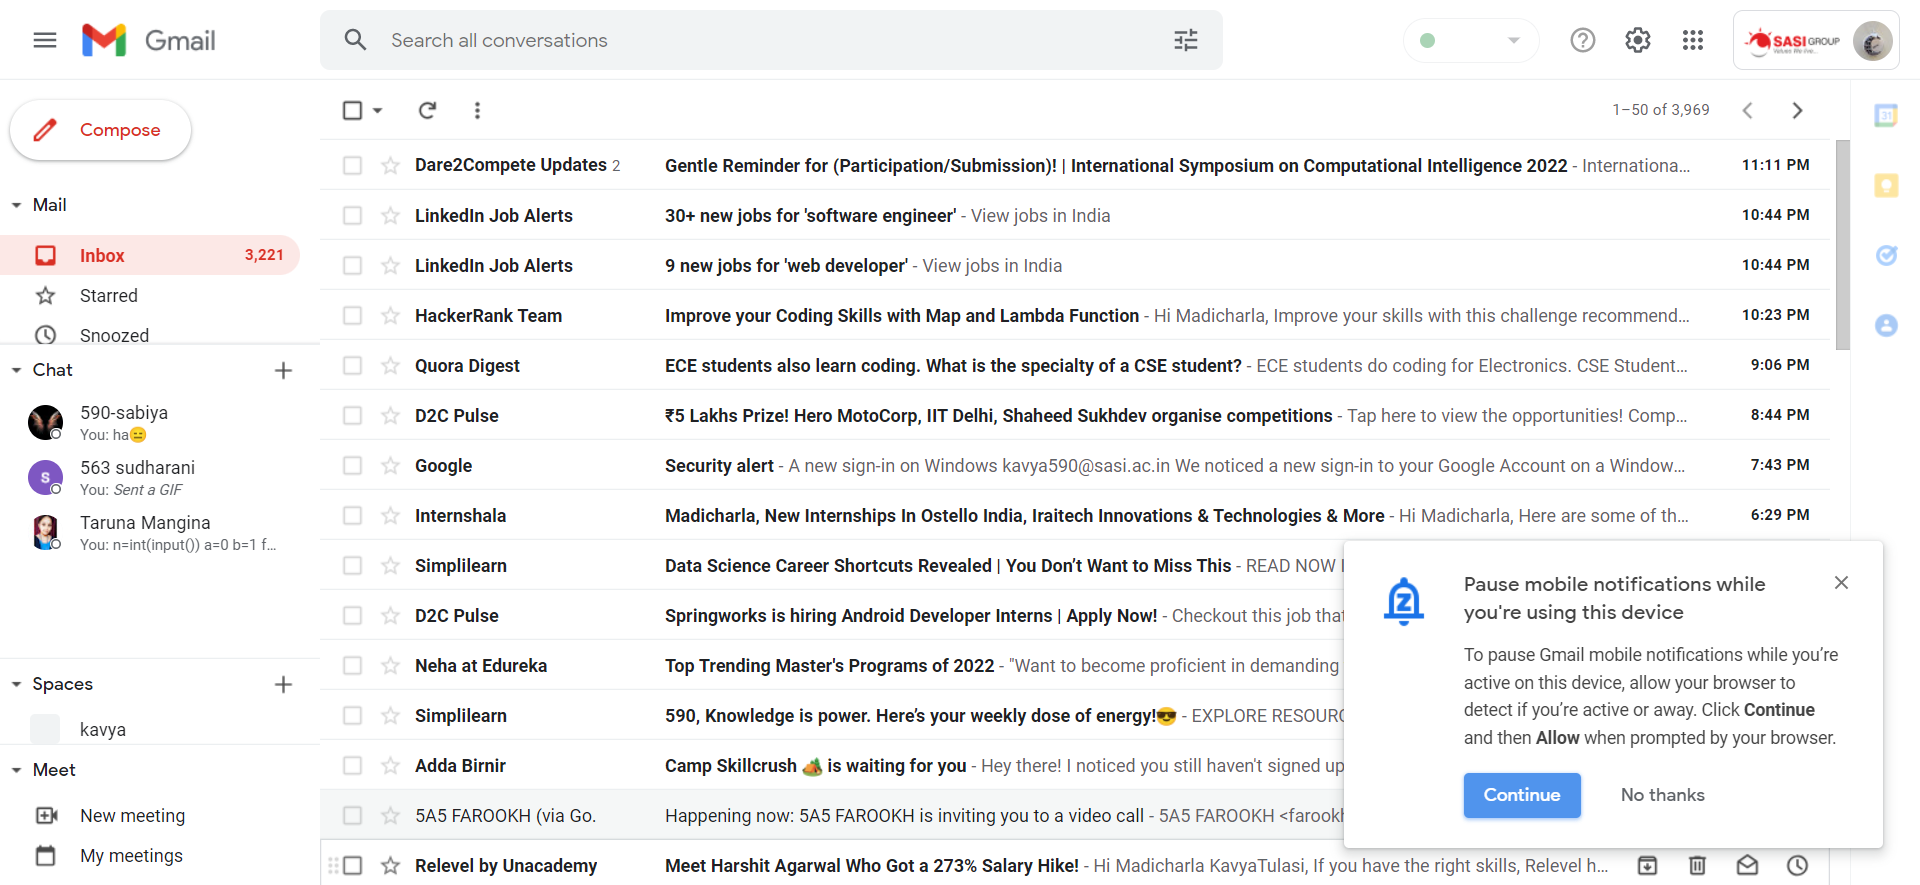 Gmail
Search all conversations
SASI GROUP
Compose
1–50 of 3,969
31
Mail
Inbox 3,221
Starred
Snoozed
Chat
590-sabiya
You: ha😑
S
563 sudharani
You: Sent a GIF
Taruna Mangina
You: n=int(input()) a=0 b=1 f...
Spaces
kavya
Meet
New meeting
My meetings
Dare2Compete Updates 2 Gentle Reminder for (Participation/Submission)! | International Symposium on Computational Intelligence 2022 - Internationa... 11:11 PM
LinkedIn Job Alerts 30+ new jobs for 'software engineer' - View jobs in India 10:44 PM
LinkedIn Job Alerts 9 new jobs for 'web developer' - View jobs in India 10:44 PM
HackerRank Team Improve your Coding Skills with Map and Lambda Function - Hi Madicharla, Improve your skills with this challenge recommend... 10:23 PM
Quora Digest ECE students also learn coding. What is the specialty of a CSE student? - ECE students do coding for Electronics. CSE Student... 9:06 PM
D2C Pulse ₹5 Lakhs Prize! Hero MotoCorp, IIT Delhi, Shaheed Sukhdev organise competitions - Tap here to view the opportunities! Comp... 8:44 PM
Google Security alert - A new sign-in on Windows kavya590@sasi.ac.in We noticed a new sign-in to your Google Account on a Window... 7:43 PM
Internshala Madicharla, New Internships In Ostello India, Iraitech Innovations & Technologies & More - Hi Madicharla, Here are some of th... 6:29 PM
Simplilearn Data Science Career Shortcuts Revealed | You Don’t Want to Miss This - READ NOW
D2C Pulse Springworks is hiring Android Developer Interns | Apply Now! - Checkout this job that
Neha at Edureka Top Trending Master's Programs of 2022 - "Want to become proficient in demanding
Simplilearn 590, Knowledge is power. Here’s your weekly dose of energy!😎 - EXPLORE RESOURC
Adda Birnir Camp Skillcrush 🏕️ is waiting for you - Hey there! I noticed you still haven't signed up
5A5 FAROOKH (via Go. Happening now: 5A5 FAROOKH is inviting you to a video call - 5A5 FAROOKH <farookh
Relevel by Unacademy Meet Harshit Agarwal Who Got a 273% Salary Hike! - Hi Madicharla KavyaTulasi, If you have the right skills, Relevel h...
Pause mobile notifications while
you're using this device
To pause Gmail mobile notifications while you’re
active on this device, allow your browser to
detect if you’re active or away. Click Continue
and then Allow when prompted by your browser.
Continue No thanks